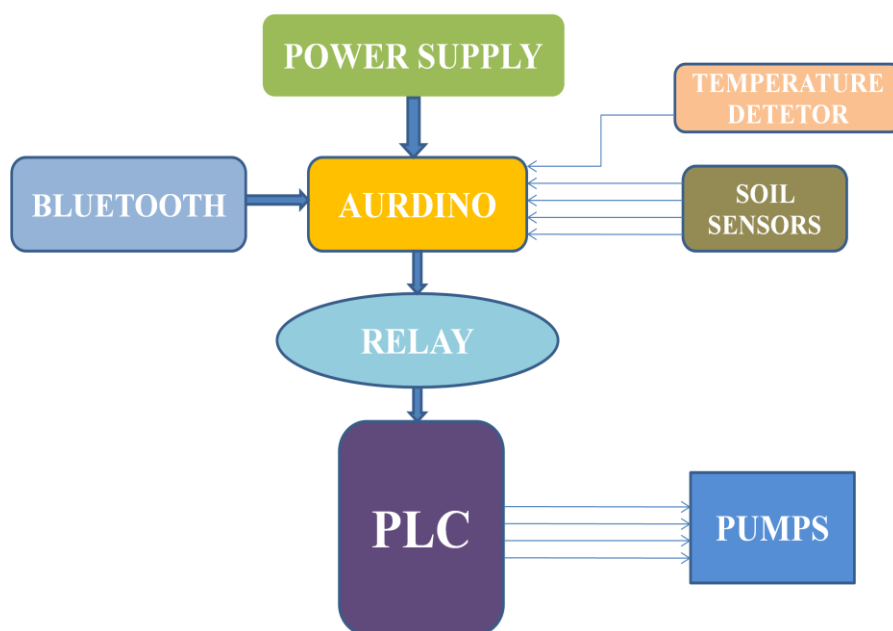 POWER SUPPLY
TEMPERATURE
DETETOR
BLUETOOTH
AURDINO
SOIL
SENSORS
RELAY
PLC
PUMPS